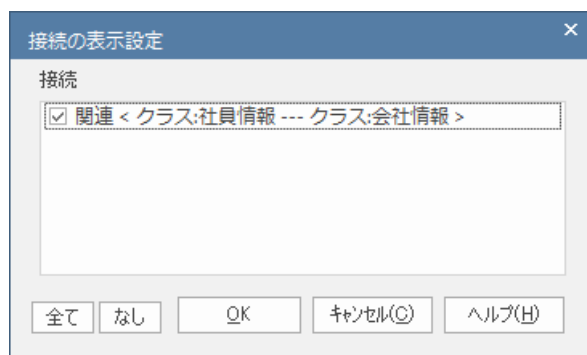 接続の表示設定
×
接続
関連 < クラス:社員情報 --- クラス:会社情報 >
全て なし OK キャンセル(C) ヘルプ(H)